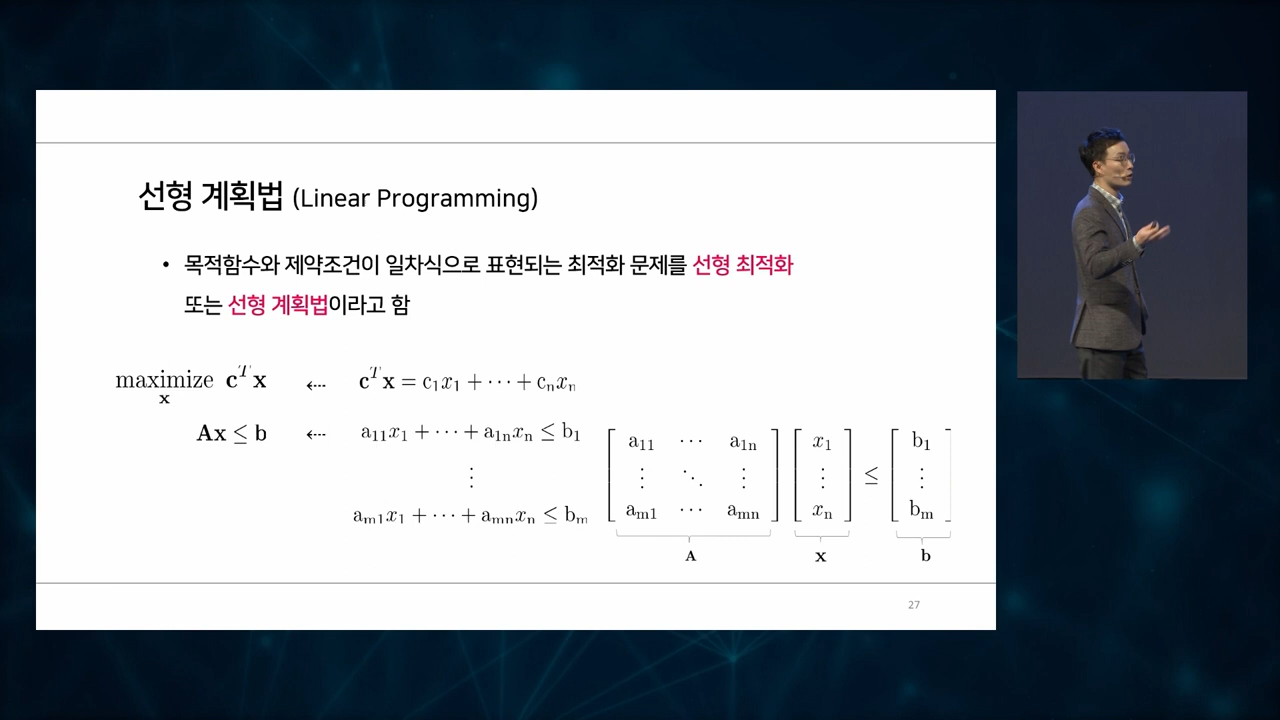 선형 계획법 (Linear Programming)
• 목적함수와 제약조건이 일차식으로 표현되는 최적화 문제를 선형 최적화
또는 선형 계획법이라고 함
maximize c^T x ⇠ c^T x = c₁x₁ + ⋯ + cₙxₙ
x
Ax ≤ b ⇠ a₁₁x₁ + ⋯ + a₁ₙxₙ ≤ b₁
⋮
aₘ₁x₁ + ⋯ + aₘₙxₙ ≤ bₘ
[ a₁₁ ⋯ a₁ₙ ] [ x₁ ] [ b₁ ]
[ ⋮ ⋱ ⋮ ] [ ⋮ ] ≤ [ ⋮ ]
[ aₘ₁ ⋯ aₘₙ ] [ xₙ ] [ bₘ ]
A x b
27